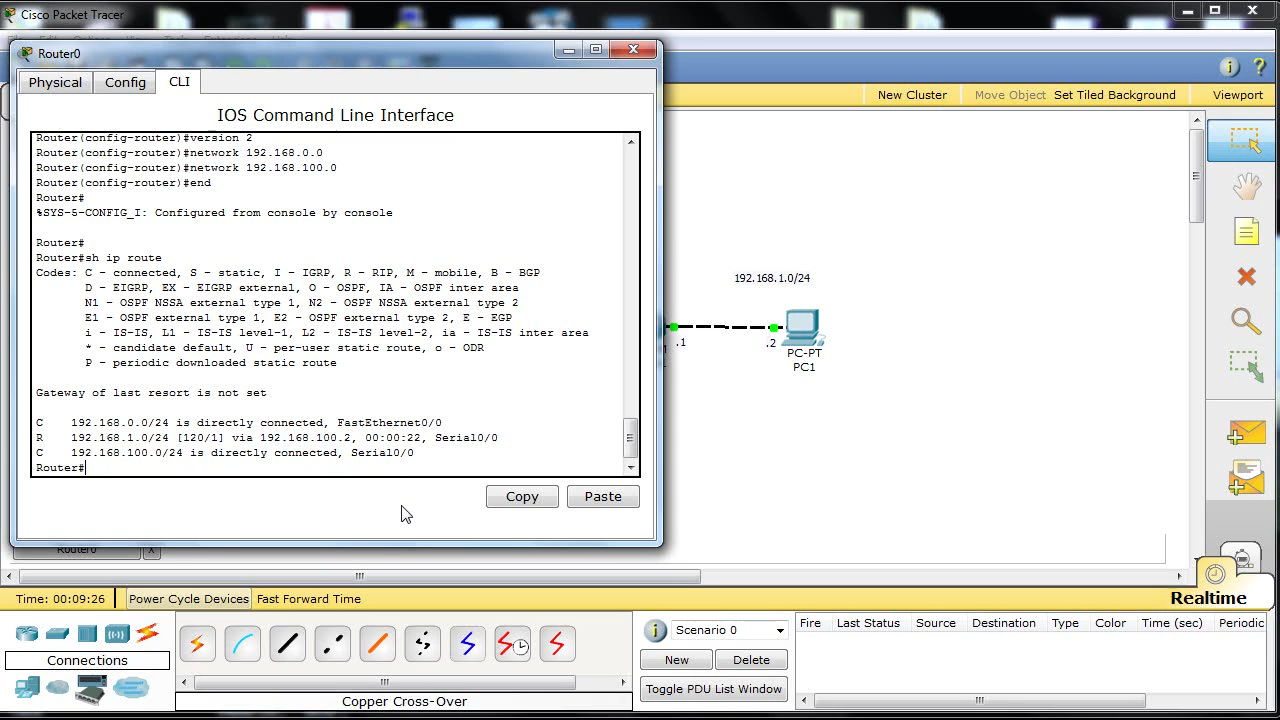 Cisco Packet Tracer
Router0
Physical
Config
CLI
IOS Command Line Interface
Router(config-router)#version 2
Router(config-router)#network 192.168.0.0
Router(config-router)#network 192.168.100.0
Router(config-router)#end
Router#
%SYS-5-CONFIG_I: Configured from console by console
Router#
Router#sh ip route
Codes: C - connected, S - static, I - IGRP, R - RIP, M - mobile, B - BGP
D - EIGRP, EX - EIGRP external, O - OSPF, IA - OSPF inter area
N1 - OSPF NSSA external type 1, N2 - OSPF NSSA external type 2
E1 - OSPF external type 1, E2 - OSPF external type 2, E - EGP
i - IS-IS, L1 - IS-IS level-1, L2 - IS-IS level-2, ia - IS-IS inter area
* - candidate default, U - per-user static route, o - ODR
P - periodic downloaded static route
Gateway of last resort is not set
C 192.168.0.0/24 is directly connected, FastEthernet0/0
R 192.168.1.0/24 [120/1] via 192.168.100.2, 00:00:22, Serial0/0
C 192.168.100.0/24 is directly connected, Serial0/0
Router#
Copy
Paste
New Cluster
Move Object
Set Tiled Background
Viewport
192.168.1.0/24
.1
.2
PC-PT
PC1
Router0
X
Time: 00:09:26
Power Cycle Devices
Fast Forward Time
Realtime
Connections
Copper Cross-Over
Scenario 0
New
Delete
Toggle PDU List Window
Fire
Last Status
Source
Destination
Type
Color
Time (sec)
Periodic